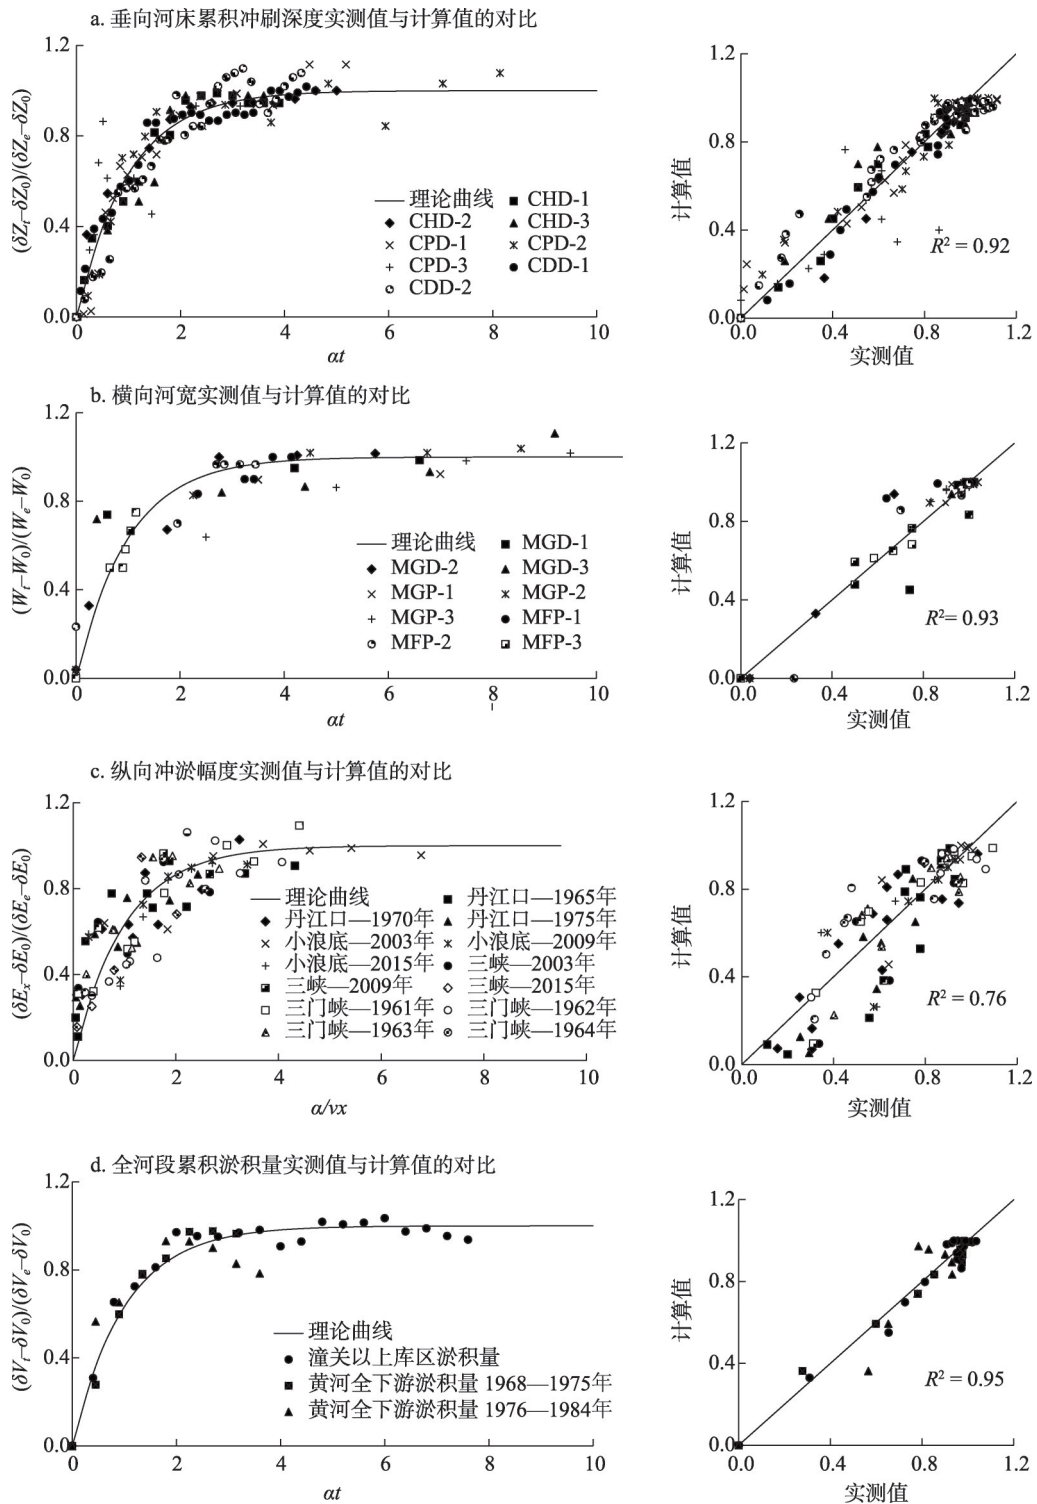 a. 垂向河床累积冲刷深度实测值与计算值的对比
(δZt–δZ0)/(δZe–δZ0)
1.2
0.8
0.4
0.0
0 2 4 6 8 10
αt
理论曲线 CHD-1
CHD-2 CHD-3
CPD-1 CPD-2
CPD-3 CDD-1
CDD-2
计算值
1.2
0.8
0.4
0.0
0.0 0.4 0.8 1.2
实测值
R² = 0.92
b. 横向河宽实测值与计算值的对比
(Wt–W0)/(We–W0)
1.2
0.8
0.4
0.0
0 2 4 6 8 10
αt
理论曲线 MGD-1
MGD-2 MGD-3
MGP-1 MGP-2
MGP-3 MFP-1
MFP-2 MFP-3
计算值
1.2
0.8
0.4
0.0
0.0 0.4 0.8 1.2
实测值
R²= 0.93
c. 纵向冲淤幅度实测值与计算值的对比
(δEx–δE0)/(δEe–δE0)
1.2
0.8
0.4
0.0
0 2 4 6 8 10
α/vx
理论曲线 丹江口—1965年
丹江口—1970年 丹江口—1975年
小浪底—2003年 小浪底—2009年
小浪底—2015年 三峡—2003年
三峡—2009年 三峡—2015年
三门峡—1961年 三门峡—1962年
三门峡—1963年 三门峡—1964年
计算值
1.2
0.8
0.4
0.0
0.0 0.4 0.8 1.2
实测值
R² = 0.76
d. 全河段累积淤积量实测值与计算值的对比
(δVt–δV0)/(δVe–δV0)
1.2
0.8
0.4
0.0
0 2 4 6 8 10
αt
理论曲线
潼关以上库区淤积量
黄河全下游淤积量 1968—1975年
黄河全下游淤积量 1976—1984年
计算值
1.2
0.8
0.4
0.0
0.0 0.4 0.8 1.2
实测值
R² = 0.95